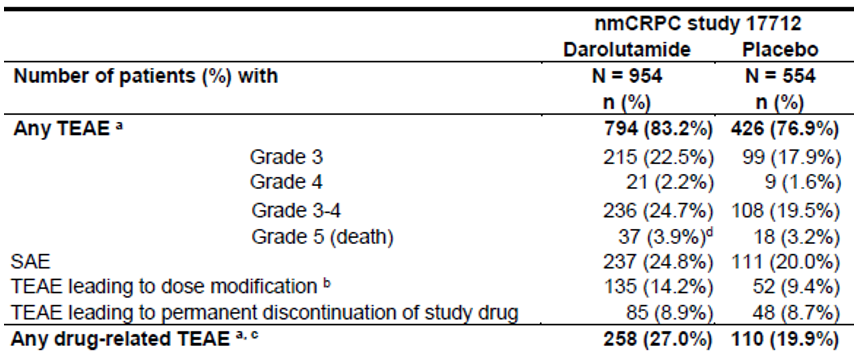 nmCRPC study 17712
Darolutamide Placebo
Number of patients (%) with N = 954 N = 554
n (%) n (%)
Any TEAE a 794 (83.2%) 426 (76.9%)
Grade 3 215 (22.5%) 99 (17.9%)
Grade 4 21 (2.2%) 9 (1.6%)
Grade 3-4 236 (24.7%) 108 (19.5%)
Grade 5 (death) 37 (3.9%)d 18 (3.2%)
SAE 237 (24.8%) 111 (20.0%)
TEAE leading to dose modification b 135 (14.2%) 52 (9.4%)
TEAE leading to permanent discontinuation of study drug 85 (8.9%) 48 (8.7%)
Any drug-related TEAE a, c 258 (27.0%) 110 (19.9%)